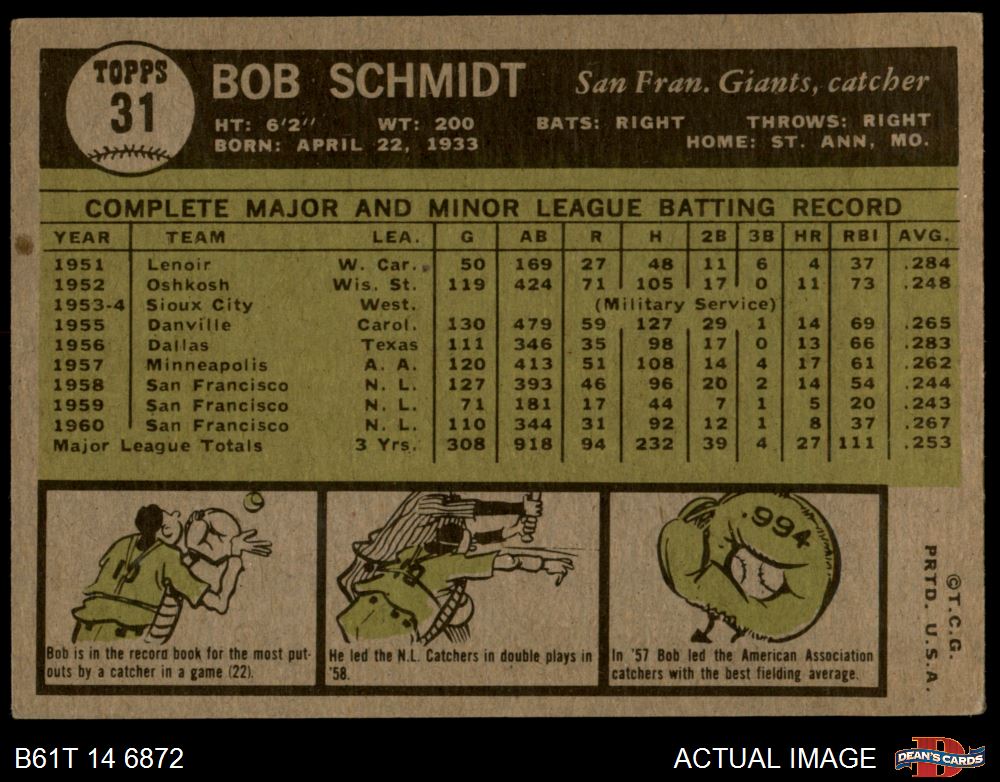 TOPPS
31
BOB SCHMIDT San Fran. Giants, catcher
HT: 6'2" WT: 200 BATS: RIGHT THROWS: RIGHT
BORN: APRIL 22, 1933 HOME: ST. ANN, MO.
COMPLETE MAJOR AND MINOR LEAGUE BATTING RECORD
YEAR TEAM LEA. G AB R H 2B 3B HR RBI AVG.
1951 Lenoir W. Car. 50 169 27 48 11 6 4 37 .284
1952 Oshkosh Wis. St. 119 424 71 105 17 0 11 73 .248
1953-4 Sioux City West. (Military Service)
1955 Danville Carol. 130 479 59 127 29 1 14 69 .265
1956 Dallas Texas 111 346 35 98 17 0 13 66 .283
1957 Minneapolis A. A. 120 413 51 108 14 4 17 61 .262
1958 San Francisco N. L. 127 393 46 96 20 2 14 54 .244
1959 San Francisco N. L. 71 181 17 44 7 1 5 20 .243
1960 San Francisco N. L. 110 344 31 92 12 1 8 37 .267
Major League Totals 3 Yrs. 308 918 94 232 39 4 27 111 .253
Bob is in the record book for the most put-
outs by a catcher in a game (22).
He led the N.L. Catchers in double plays in
'58.
.994
In '57 Bob led the American Association
catchers with the best fielding average.
©T.C.G.
PRTD. U.S.A.
B61T 14 6872 ACTUAL IMAGE
D
DEAN'S CARDS